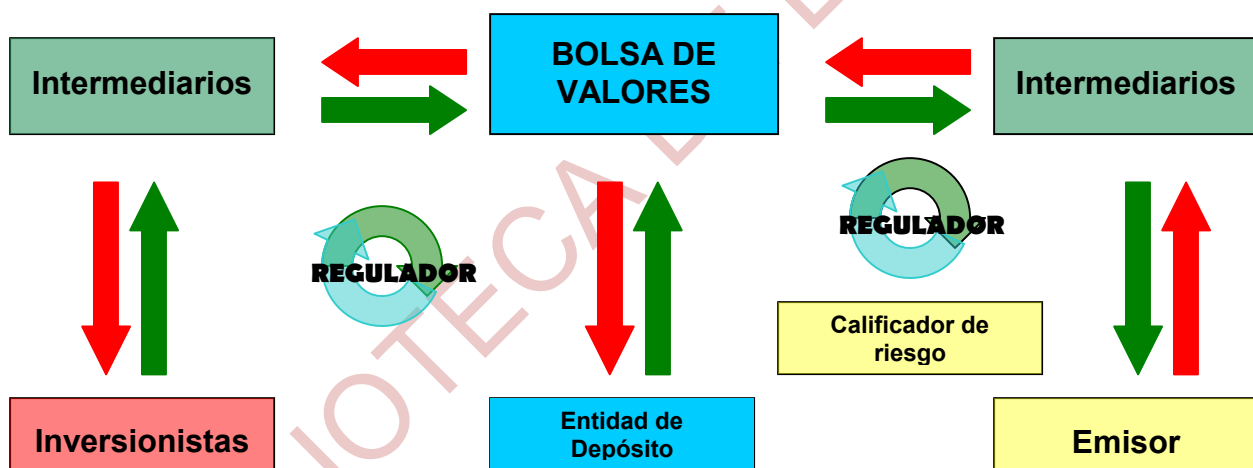 Intermediarios
BOLSA DE
VALORES
Intermediarios
REGULADOR
REGULADOR
Calificador de
riesgo
Inversionistas
Entidad de
Depósito
Emisor